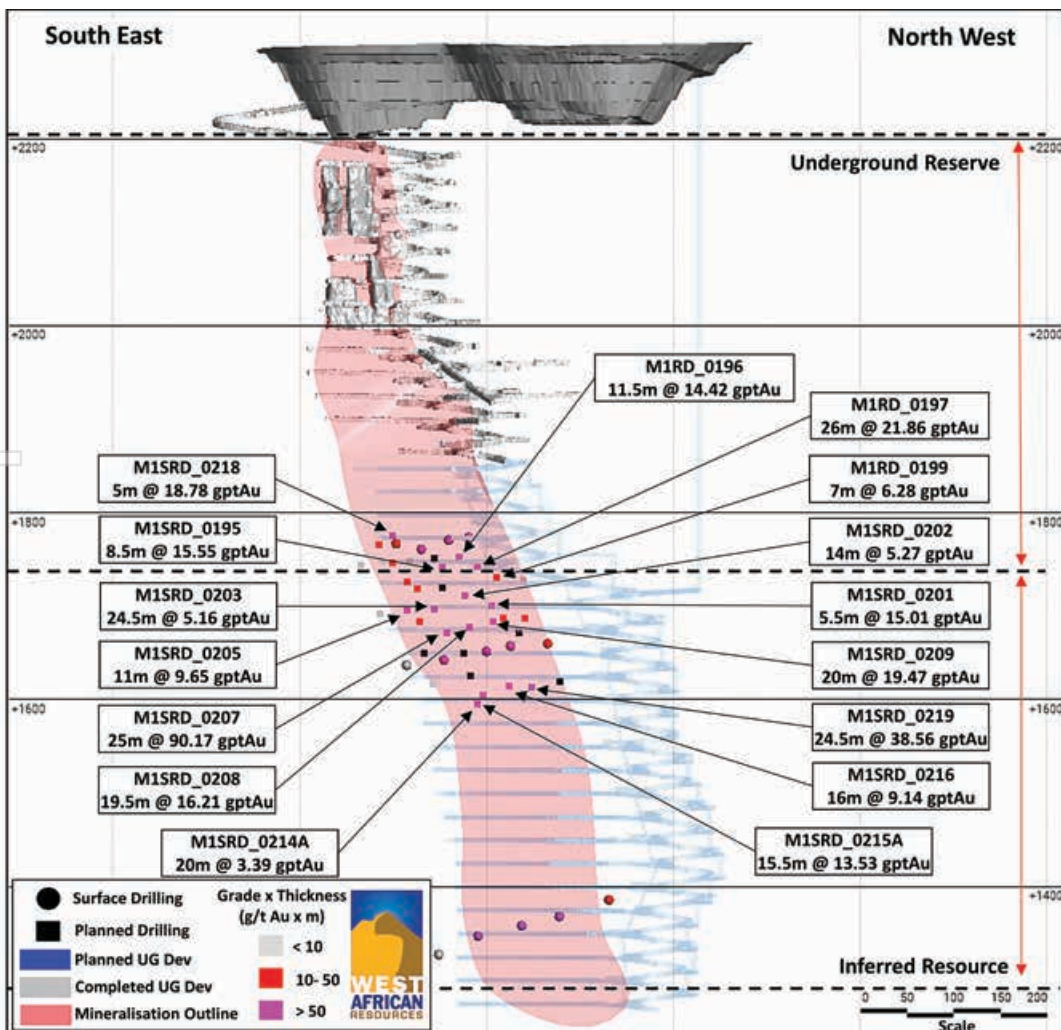 South East
North West
+2200
+2200
Underground Reserve
+2000
+2000
M1RD_0196
11.5m @ 14.42 gptAu
M1RD_0197
26m @ 21.86 gptAu
M1SRD_0218
5m @ 18.78 gptAu
M1RD_0199
7m @ 6.28 gptAu
+1800
+1800
M1SRD_0195
8.5m @ 15.55 gptAu
M1SRD_0202
14m @ 5.27 gptAu
M1SRD_0203
24.5m @ 5.16 gptAu
M1SRD_0201
5.5m @ 15.01 gptAu
M1SRD_0205
11m @ 9.65 gptAu
M1SRD_0209
20m @ 19.47 gptAu
+1600
+1600
M1SRD_0207
25m @ 90.17 gptAu
M1SRD_0219
24.5m @ 38.56 gptAu
M1SRD_0208
19.5m @ 16.21 gptAu
M1SRD_0216
16m @ 9.14 gptAu
M1SRD_0214A
20m @ 3.39 gptAu
M1SRD_0215A
15.5m @ 13.53 gptAu
+1400
Surface Drilling
Planned Drilling
Planned UG Dev
Completed UG Dev
Mineralisation Outline
Grade x Thickness
(g/t Au x m)
< 10
10- 50
> 50
WEST
AFRICAN
RESOURCES
Inferred Resource
0 50 100 150 200
Scale